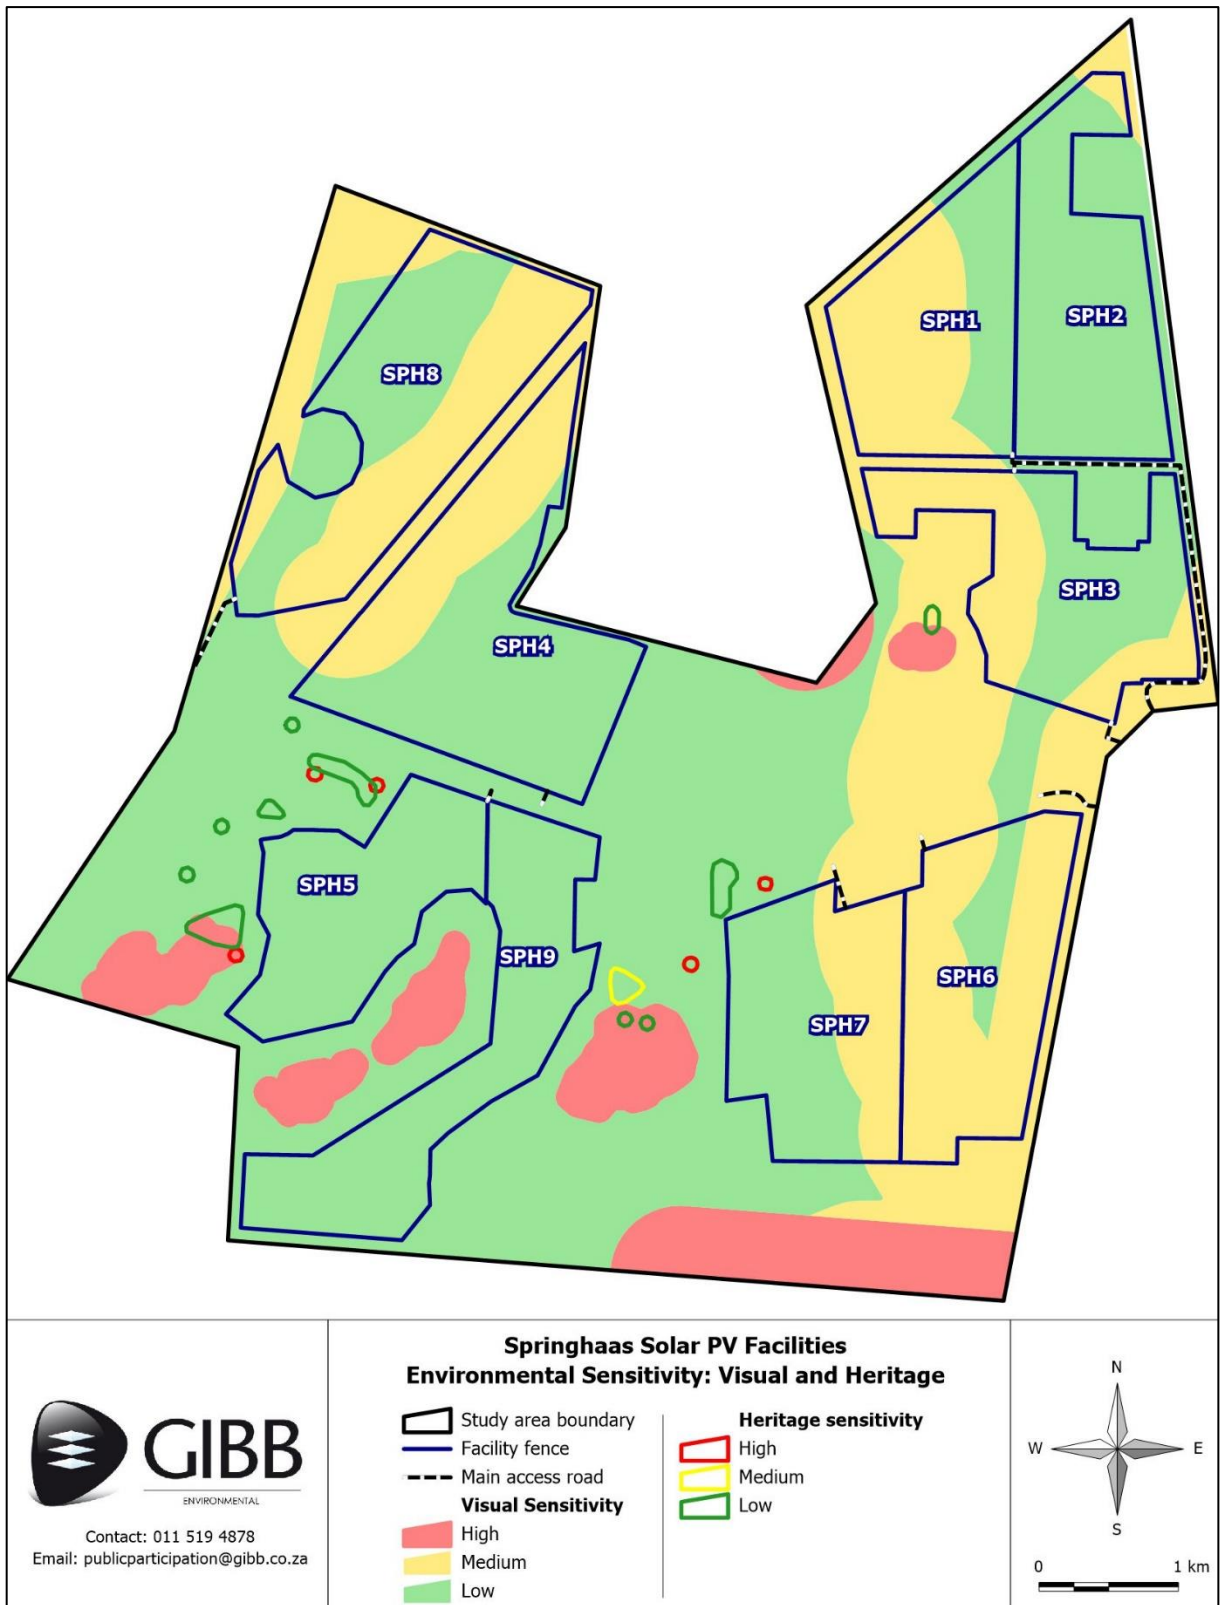 SPH1
SPH2
SPH8
SPH3
SPH4
SPH5
SPH9
SPH6
SPH7
GIBB
ENVIRONMENTAL
Contact: 011 519 4878
Email: publicparticipation@gibb.co.za
Springhaas Solar PV Facilities
Environmental Sensitivity: Visual and Heritage
Study area boundary
Facility fence
Main access road
Visual Sensitivity
High
Medium
Low
Heritage sensitivity
High
Medium
Low
N
W E
S
0 1 km